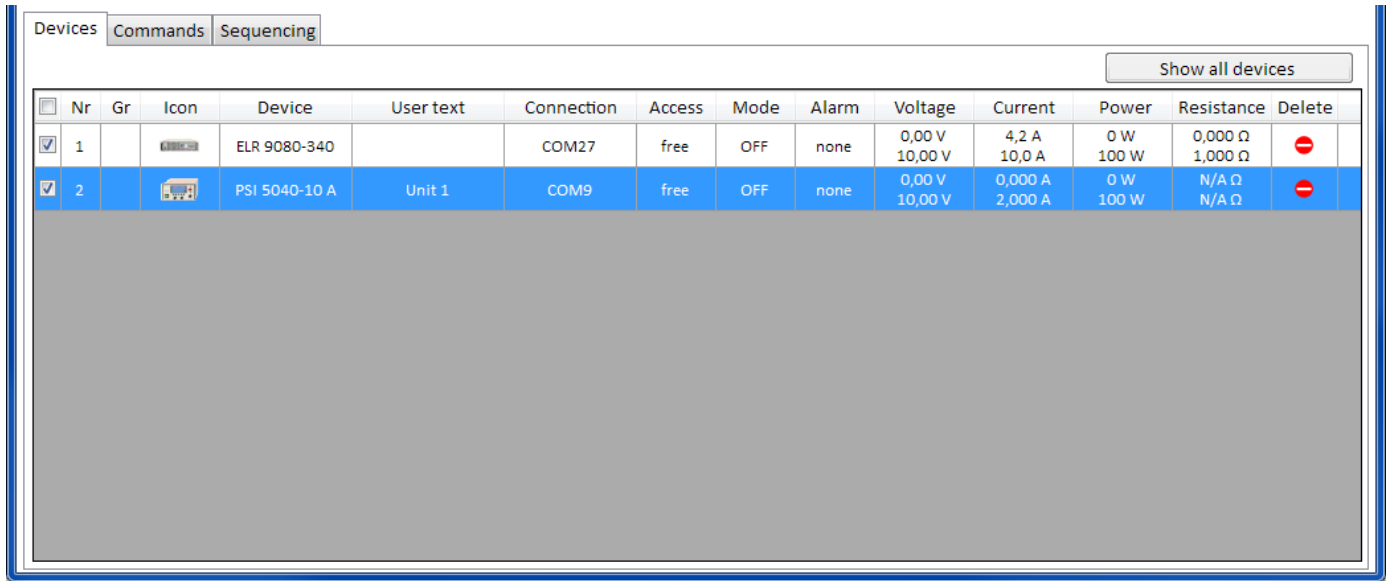 Devices Commands Sequencing
Show all devices
Nr Gr Icon Device User text Connection Access Mode Alarm Voltage Current Power Resistance Delete
1 ELR 9080-340 COM27 free OFF none 0,00 V 4,2 A 0 W 0,000 Ω
10,00 V 10,0 A 100 W 1,000 Ω
2 PSI 5040-10 A Unit 1 COM9 free OFF none 0,00 V 0,000 A 0 W N/A Ω
10,00 V 2,000 A 100 W N/A Ω